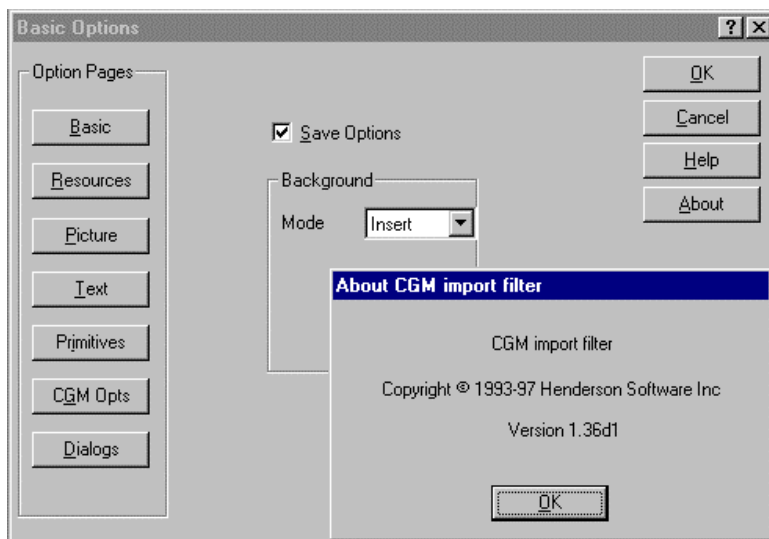 Basic Options
Option Pages
Basic
Resources
Picture
Text
Primitives
CGM Opts
Dialogs
Save Options
Background
Mode
Insert
OK
Cancel
Help
About
About CGM import filter
CGM import filter
Copyright © 1993-97 Henderson Software Inc
Version 1.36d1
OK